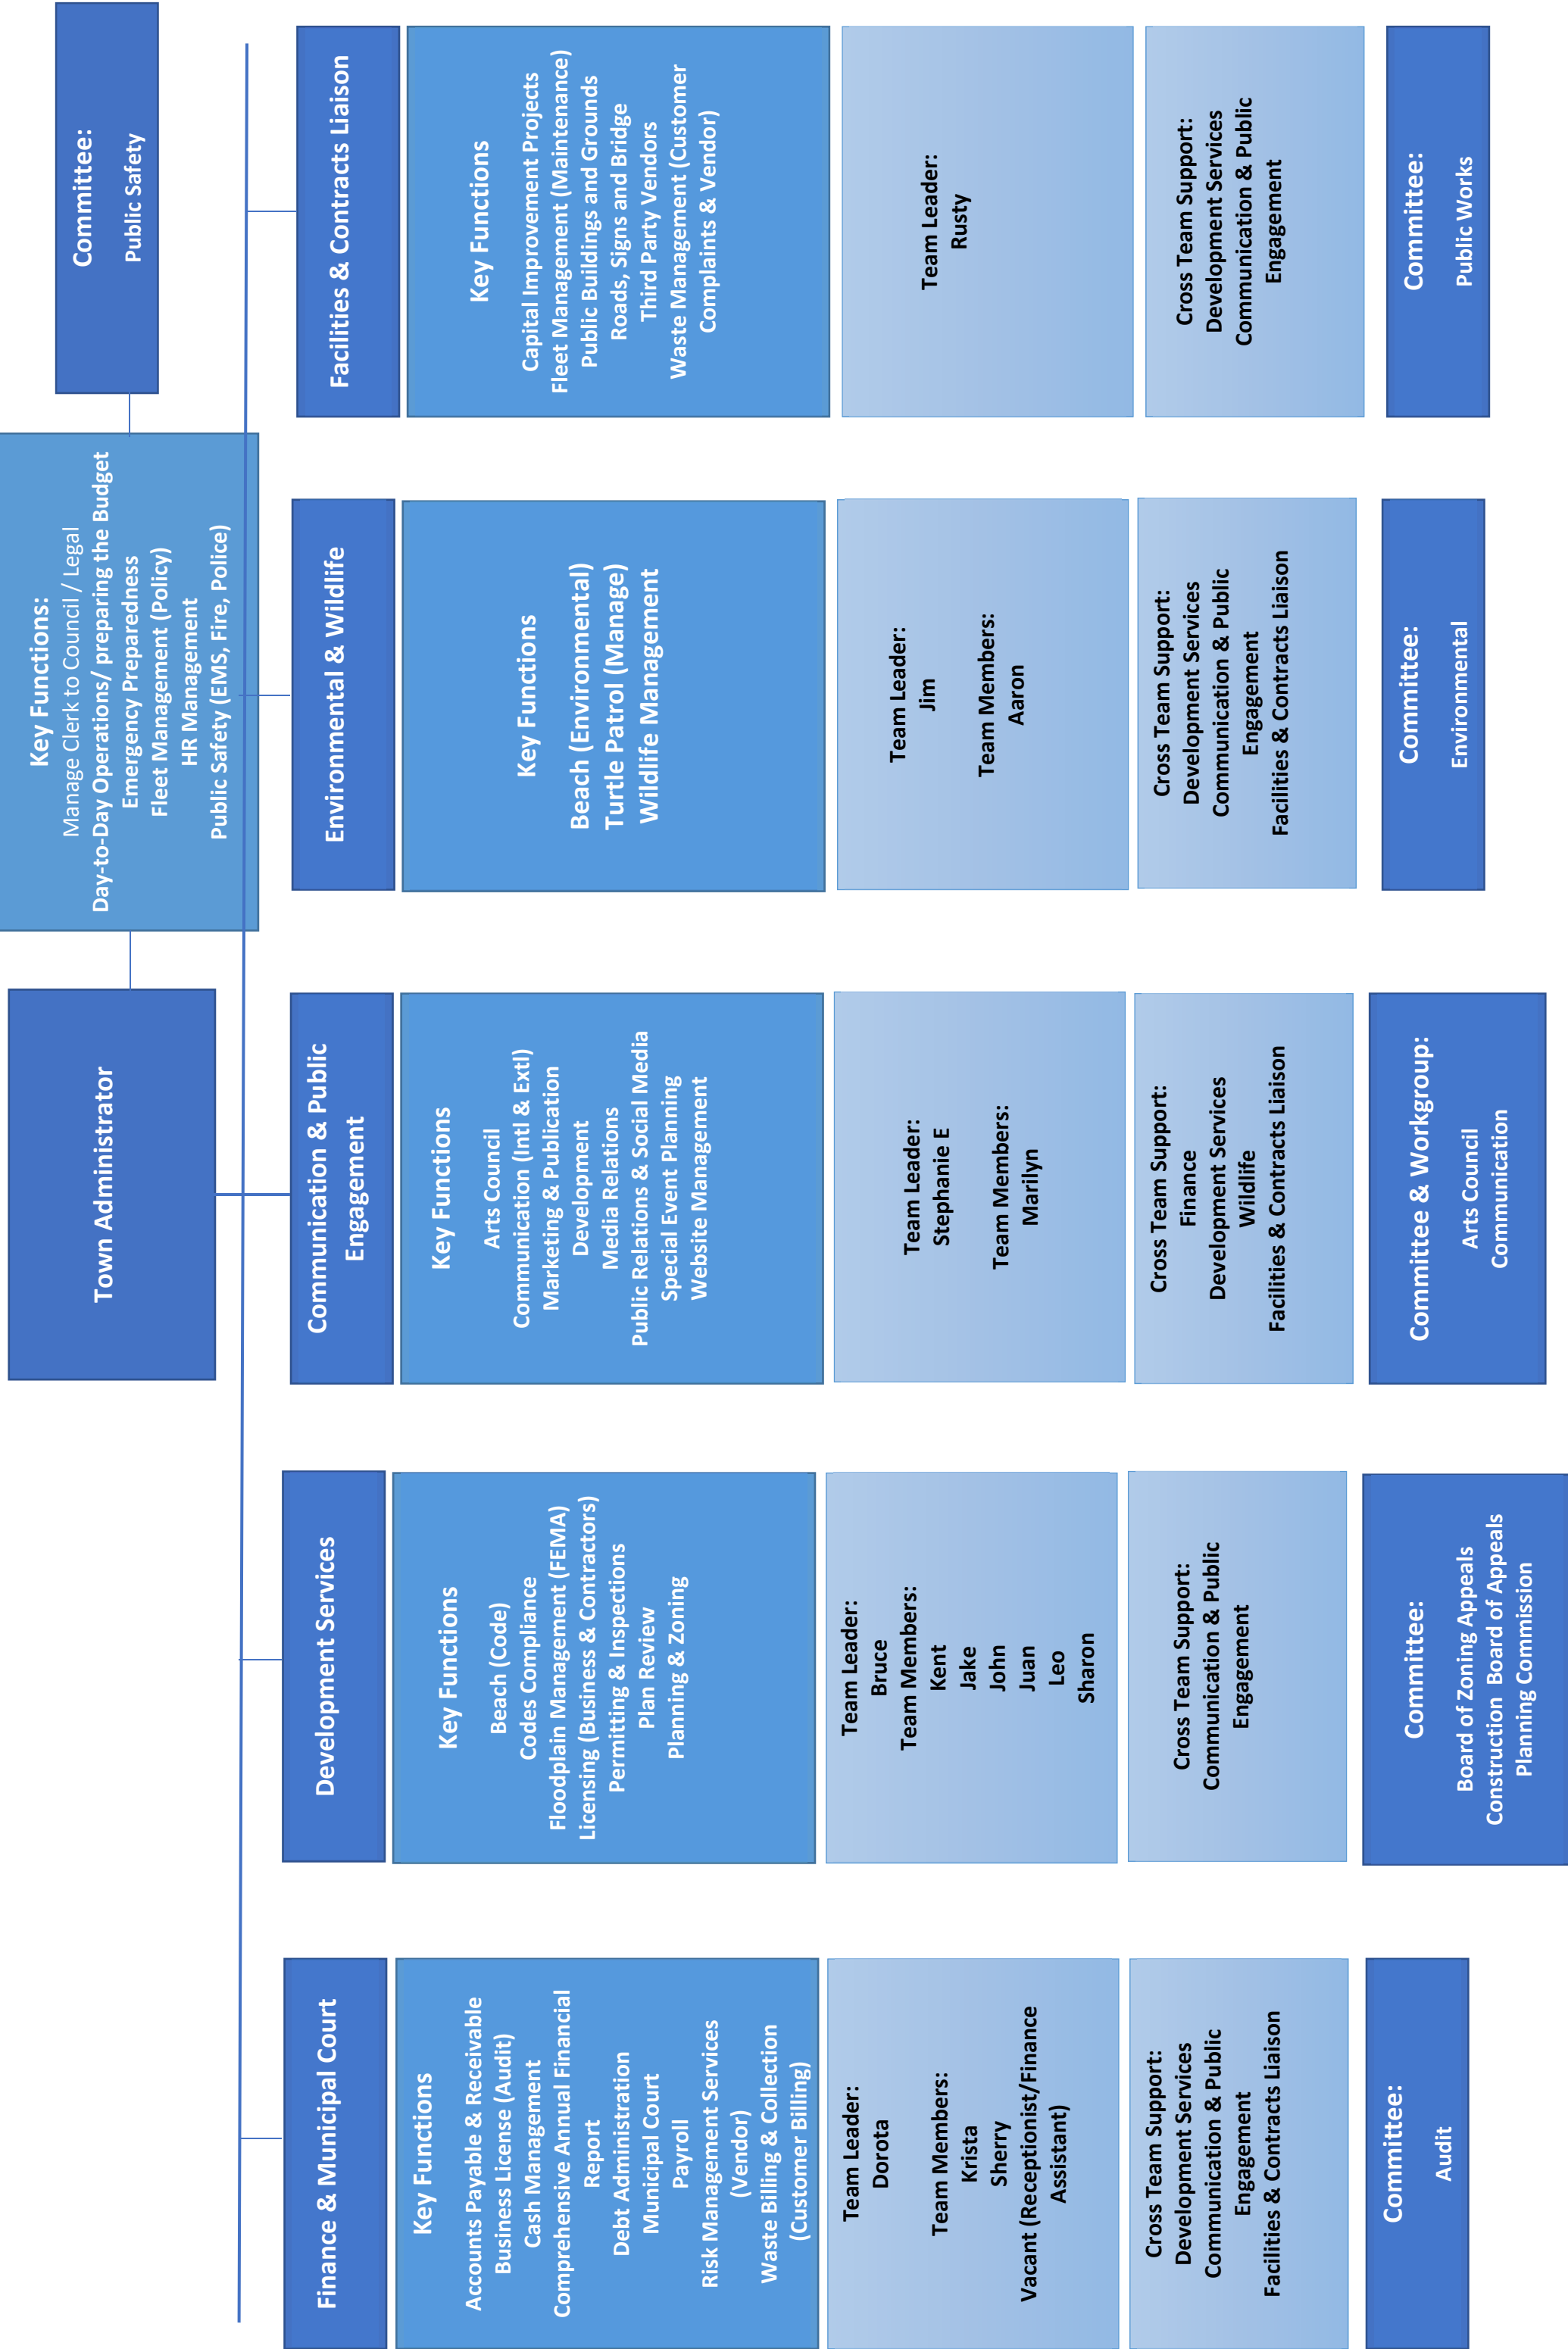 Town Administrator
Key Functions:
Manage Clerk to Council / Legal
Day-to-Day Operations/ preparing the Budget
Emergency Preparedness
Fleet Management (Policy)
HR Management
Public Safety (EMS, Fire, Police)
Committee:
Public Safety
Finance & Municipal Court
Key Functions
Accounts Payable & Receivable
Business License (Audit)
Cash Management
Comprehensive Annual Financial
Report
Debt Administration
Municipal Court
Payroll
Risk Management Services
(Vendor)
Waste Billing & Collection
(Customer Billing)
Team Leader:
Dorota
Team Members:
Krista
Sherry
Vacant (Receptionist/Finance
Assistant)
Cross Team Support:
Development Services
Communication & Public
Engagement
Facilities & Contracts Liaison
Committee:
Audit
Development Services
Key Functions
Beach (Code)
Codes Compliance
Floodplain Management (FEMA)
Licensing (Business & Contractors)
Permitting & Inspections
Plan Review
Planning & Zoning
Team Leader:
Bruce
Team Members:
Kent
Jake
John
Juan
Leo
Sharon
Cross Team Support:
Communication & Public
Engagement
Committee:
Board of Zoning Appeals
Construction Board of Appeals
Planning Commission
Communication & Public
Engagement
Key Functions
Arts Council
Communication (Intl & Extl)
Marketing & Publication
Development
Media Relations
Public Relations & Social Media
Special Event Planning
Website Management
Team Leader:
Stephanie E
Team Members:
Marilyn
Cross Team Support:
Finance
Development Services
Wildlife
Facilities & Contracts Liaison
Committee & Workgroup:
Arts Council
Communication
Environmental & Wildlife
Key Functions
Beach (Environmental)
Turtle Patrol (Manage)
Wildlife Management
Team Leader:
Jim
Team Members:
Aaron
Cross Team Support:
Development Services
Communication & Public
Engagement
Facilities & Contracts Liaison
Committee:
Environmental
Facilities & Contracts Liaison
Key Functions
Capital Improvement Projects
Fleet Management (Maintenance)
Public Buildings and Grounds
Roads, Signs and Bridge
Third Party Vendors
Waste Management (Customer
Complaints & Vendor)
Team Leader:
Rusty
Cross Team Support:
Development Services
Communication & Public
Engagement
Committee:
Public Works